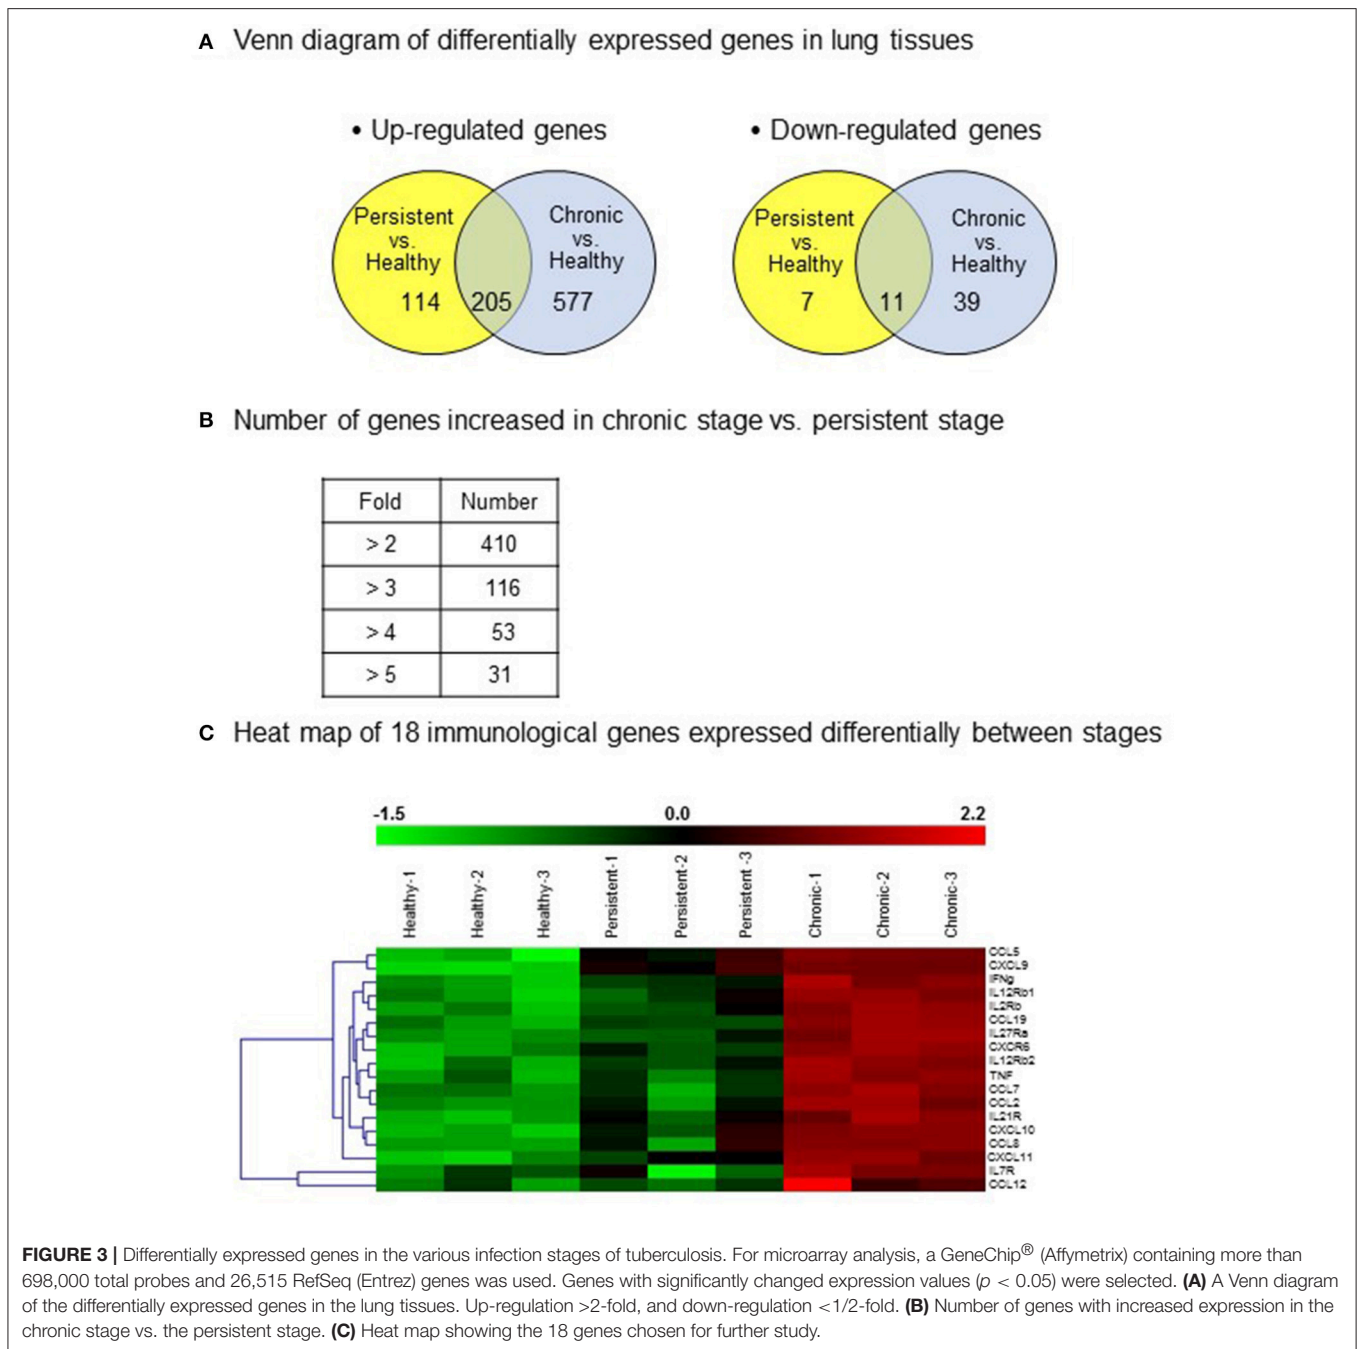 A Venn diagram of differentially expressed genes in lung tissues
• Up-regulated genes
• Down-regulated genes
Persistent
vs.
Healthy
114
205
Chronic
vs.
Healthy
577
Persistent
vs.
Healthy
7
11
Chronic
vs.
Healthy
39
B Number of genes increased in chronic stage vs. persistent stage
Fold Number
> 2 410
> 3 116
> 4 53
> 5 31
C Heat map of 18 immunological genes expressed differentially between stages
-1.5 0.0 2.2
Healthy-1
Healthy-2
Healthy-3
Persistent-1
Persistent-2
Persistent -3
Chronic-1
Chronic-2
Chronic-3
CCL5
CXCL9
IFNg
IL12Rb1
IL2Rb
CCL19
IL27Ra
CXCR6
IL12Rb2
TNF
CCL7
CCL2
IL21R
CXCL10
CCL8
CXCL11
IL7R
CCL12
FIGURE 3 | Differentially expressed genes in the various infection stages of tuberculosis. For microarray analysis, a GeneChip® (Affymetrix) containing more than
698,000 total probes and 26,515 RefSeq (Entrez) genes was used. Genes with significantly changed expression values (p < 0.05) were selected. (A) A Venn diagram
of the differentially expressed genes in the lung tissues. Up-regulation >2-fold, and down-regulation <1/2-fold. (B) Number of genes with increased expression in the
chronic stage vs. the persistent stage. (C) Heat map showing the 18 genes chosen for further study.